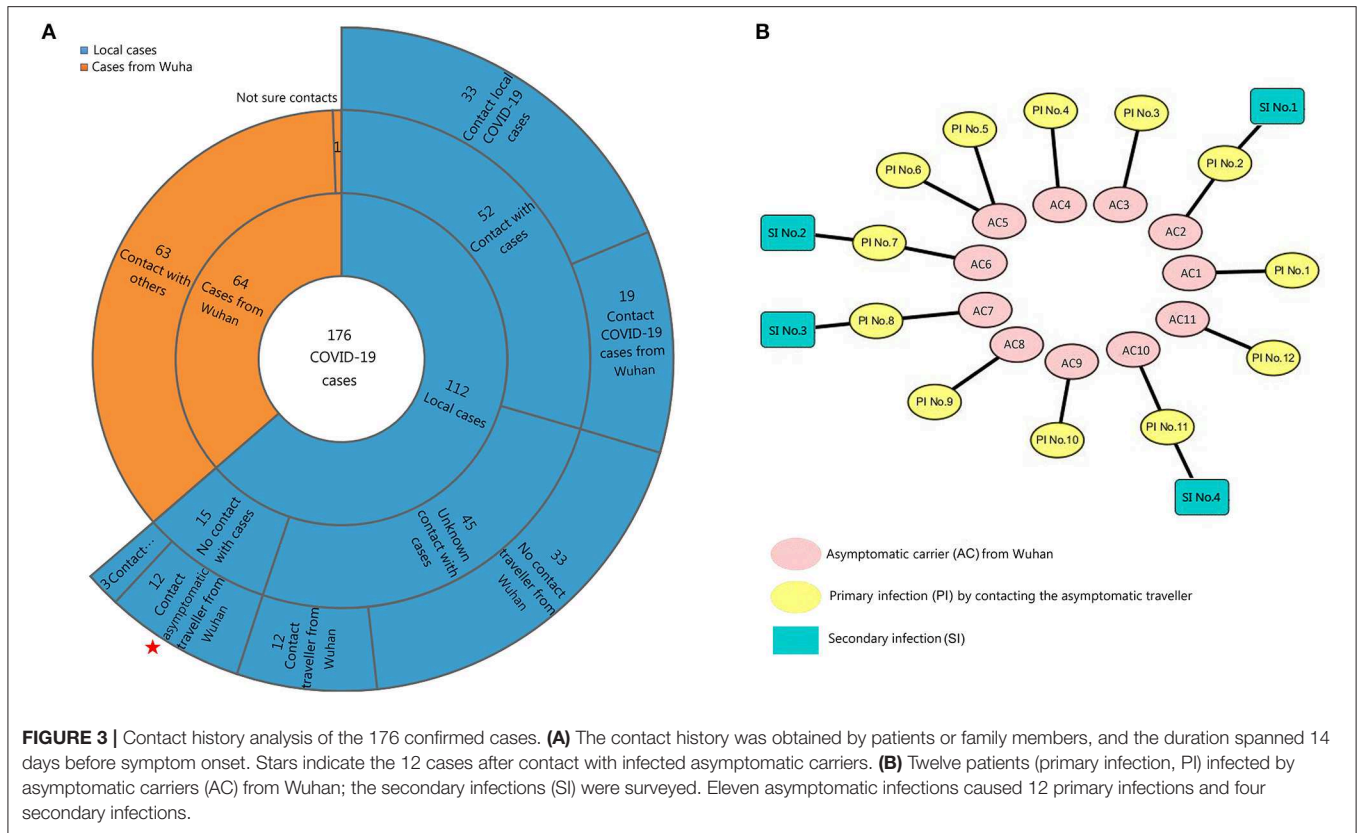 A
Local cases
Cases from Wuha
Not sure contacts
1
33
Contact local
COVID-19
cases
52
Contact with
cases
19
Contact
COVID-19
cases from
Wuhan
63
Contact with
others
64
Cases from
Wuhan
176
COVID-19
cases
112
Local cases
15
No contact
with cases
45
Unknown
contact with
cases
33
No contact
traveller from
Wuhan
3Contact...
12
Contact
asymptomatic
traveller from
Wuhan
12
Contact
traveller from
Wuhan
B
SI No.1
PI No.4
PI No.3
PI No.5
PI No.2
PI No.6
AC4
AC3
AC5
AC2
SI No.2
PI No.7
AC6
AC1
PI No.1
SI No.3
PI No.8
AC7
AC11
AC8
AC9
AC10
PI No.12
PI No.9
PI No.10
PI No.11
SI No.4
Asymptomatic carrier (AC) from Wuhan
Primary infection (PI) by contacting the asymptomatic traveller
Secondary infection (SI)
FIGURE 3 | Contact history analysis of the 176 confirmed cases. (A) The contact history was obtained by patients or family members, and the duration spanned 14
days before symptom onset. Stars indicate the 12 cases after contact with infected asymptomatic carriers. (B) Twelve patients (primary infection, PI) infected by
asymptomatic carriers (AC) from Wuhan; the secondary infections (SI) were surveyed. Eleven asymptomatic infections caused 12 primary infections and four
secondary infections.